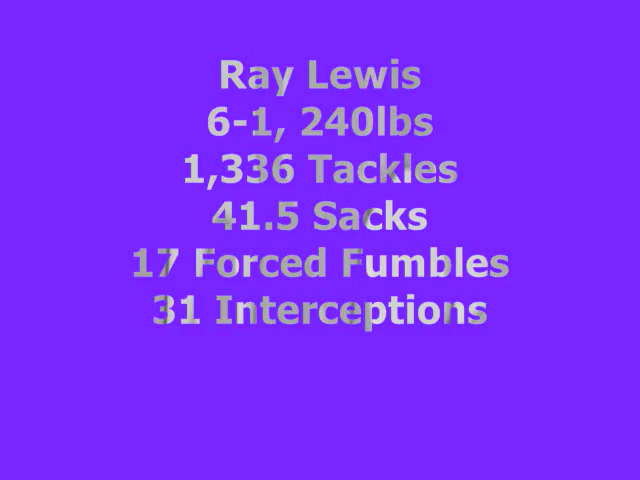 Ray Lewis
6-1, 240lbs
1,336 Tackles
41.5 Sacks
17 Forced Fumbles
31 Interceptions